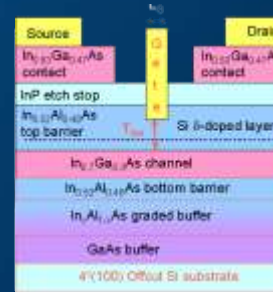 Source
Drai
Gate
In₀.₅₃Ga₀.₄₇As
contact
In₀.₅₃Ga₀.₄₇As
contact
InP etch stop
In₀.₅₂Al₀.₄₈As
top barrier
Si δ-doped layer
In₀.₇Ga₀.₃As channel
In₀.₅₂Al₀.₄₈As bottom barrier
InₓAl₁₋ₓAs graded buffer
GaAs buffer
4°(100) Offcut Si substrate